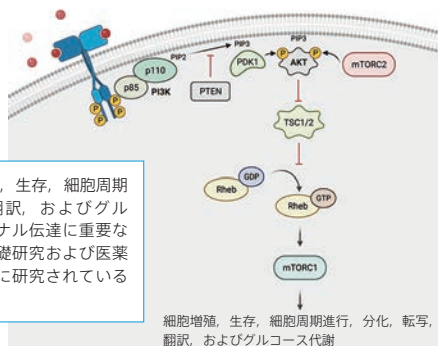 PIP3
PIP2
PIP3
p110
p85
PI3K
PTEN
PDK1
P
P
AKT
mTORC2
P
P
P
P
TSC1/2
GDP
Rheb
GTP
Rheb
mTORC1
，生存，細胞周期
翻訳，およびグル
ナル伝達に重要な
礎研究および医薬
に研究されている
細胞増殖，生存，細胞周期進行，分化，転写，
翻訳，およびグルコース代謝